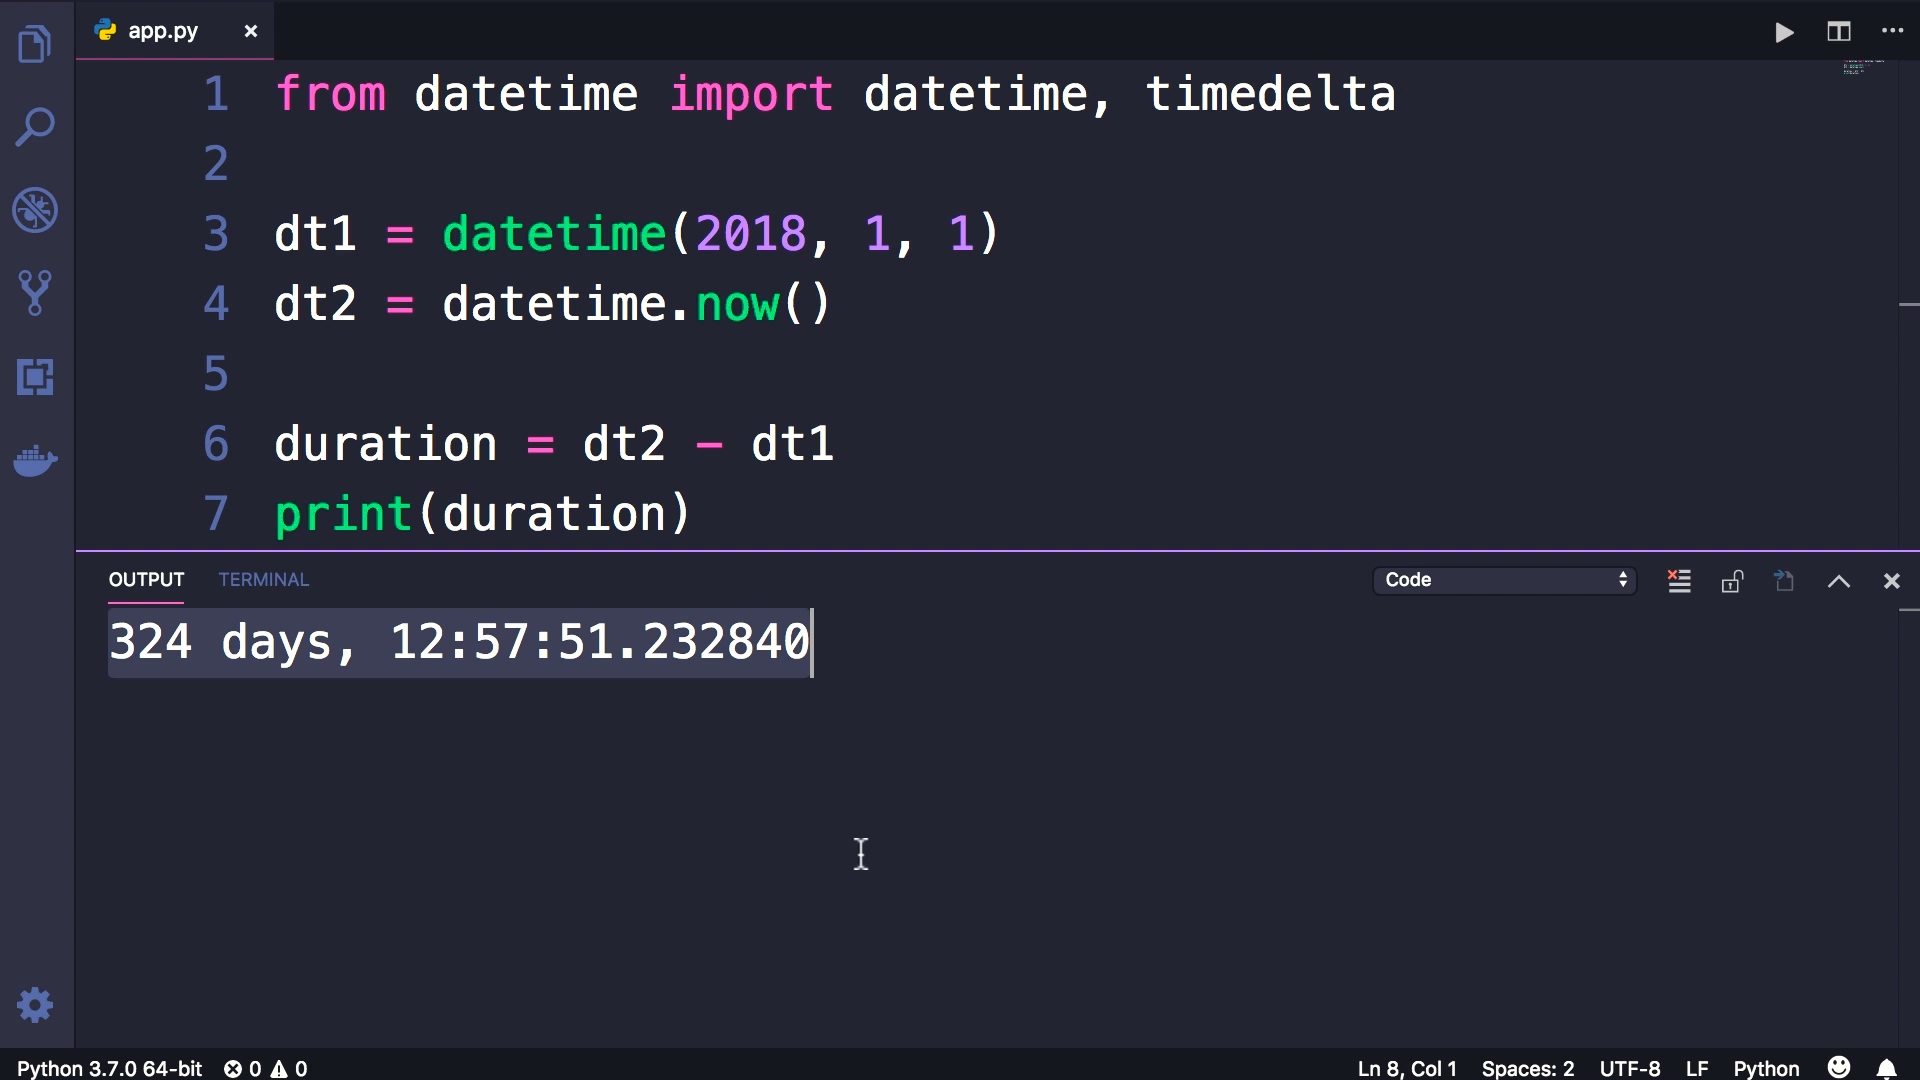 app.py
1 from datetime import datetime, timedelta
2
3 dt1 = datetime(2018, 1, 1)
4 dt2 = datetime.now()
5
6 duration = dt2 - dt1
7 print(duration)
OUTPUT TERMINAL Code
324 days, 12:57:51.232840
Python 3.7.0 64-bit 0 0 Ln 8, Col 1 Spaces: 2 UTF-8 LF Python